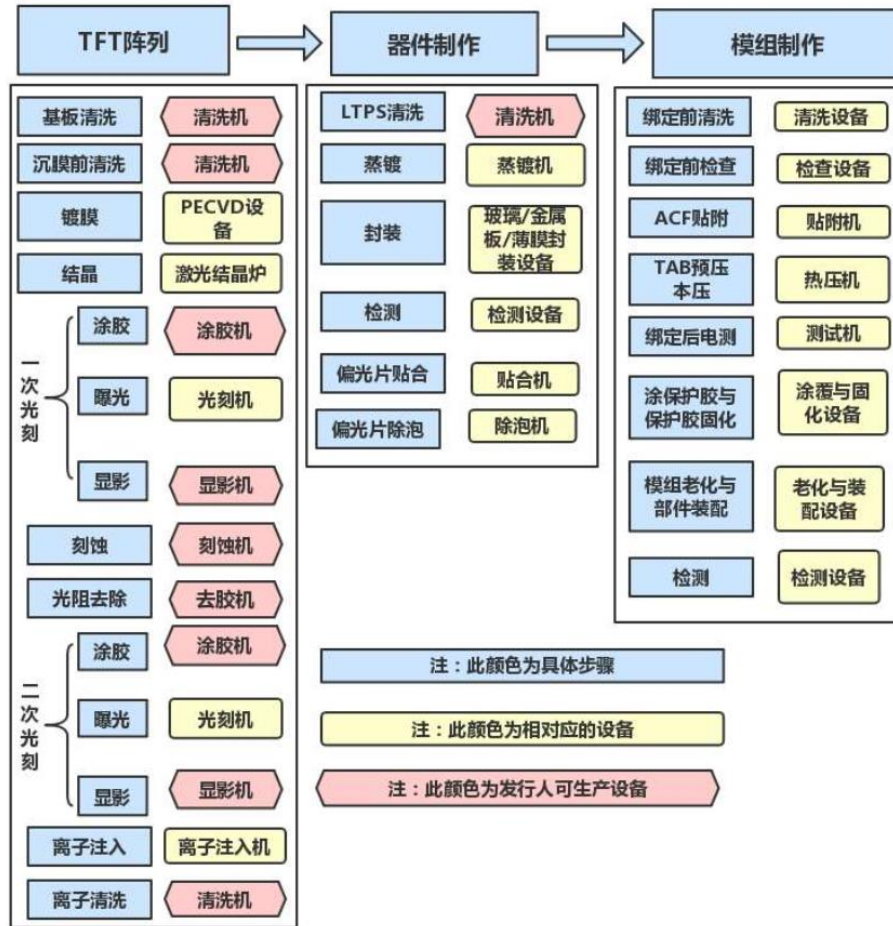 TFT阵列
器件制作
模组制作
基板清洗
清洗机
沉膜前清洗
清洗机
镀膜
PECVD设
备
结晶
激光结晶炉
一次光刻
涂胶
涂胶机
曝光
光刻机
显影
显影机
刻蚀
刻蚀机
光阻去除
去胶机
二次光刻
涂胶
涂胶机
曝光
光刻机
显影
显影机
离子注入
离子注入机
离子清洗
清洗机
LTPS清洗
清洗机
蒸镀
蒸镀机
封装
玻璃/金属
板/薄膜封
装设备
检测
检测设备
偏光片贴合
贴合机
偏光片除泡
除泡机
绑定前清洗
清洗设备
绑定前检查
检查设备
ACF贴附
贴附机
TAB预压
本压
热压机
绑定后电测
测试机
涂保护胶与
保护胶固化
涂覆与固
化设备
模组老化与
部件装配
老化与装
配设备
检测
检测设备
注：此颜色为具体步骤
注：此颜色为相对应的设备
注：此颜色为发行人可生产设备